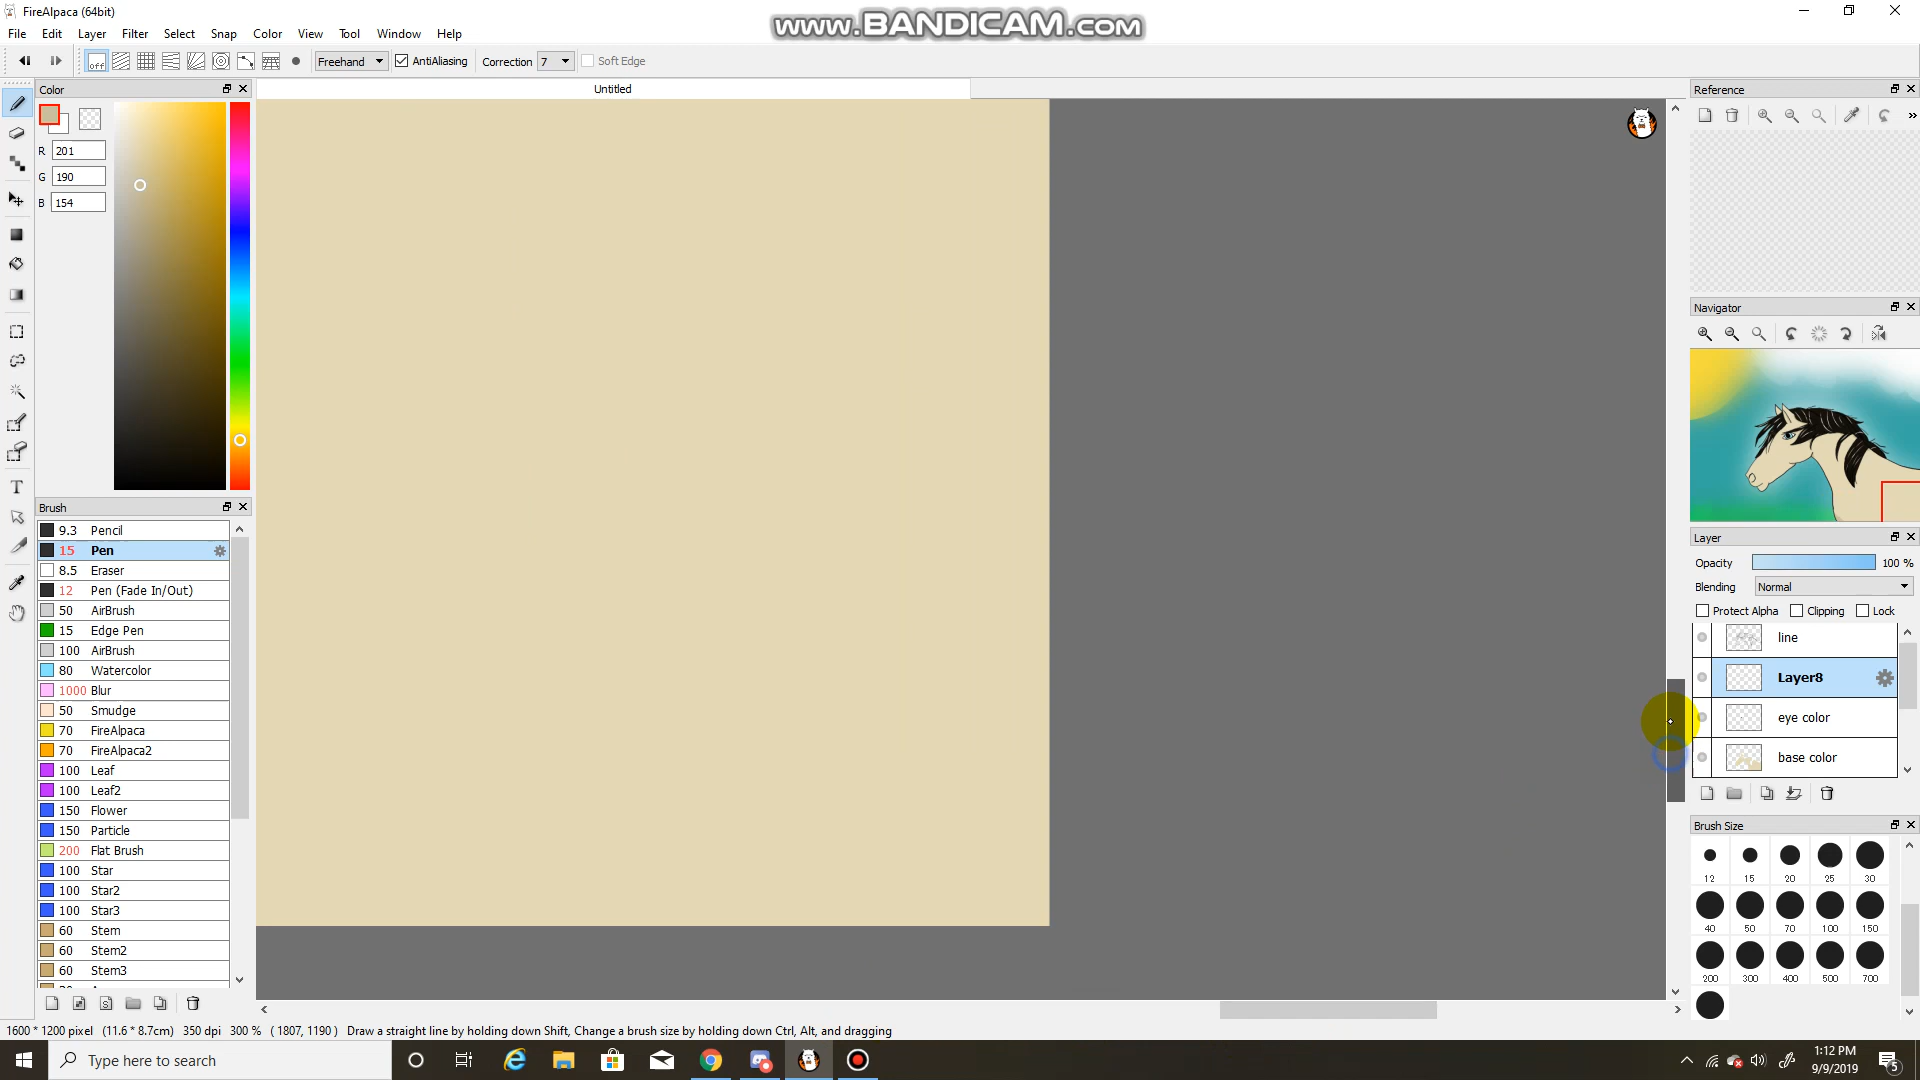 FireAlpaca (64bit)
www.BANDICAM.com
File Edit Layer Filter Select Snap Color View Tool Window Help
off Freehand AntiAliasing Correction 7 Soft Edge
Color
Untitled
Reference
R 201
G 190
B 154
Navigator
Brush
9.3 Pencil
15 Pen
8.5 Eraser
12 Pen (Fade In/Out)
50 AirBrush
15 Edge Pen
100 AirBrush
80 Watercolor
1000 Blur
50 Smudge
70 FireAlpaca
70 FireAlpaca2
100 Leaf
100 Leaf2
150 Flower
150 Particle
200 Flat Brush
100 Star
100 Star2
100 Star3
60 Stem
60 Stem2
60 Stem3
Layer
Opacity 100 %
Blending Normal
Protect Alpha Clipping Lock
line
Layer8
eye color
base color
Brush Size
12 15 20 25 30
40 50 70 100 150
200 300 400 500 700
1600 * 1200 pixel (11.6 * 8.7cm) 350 dpi 300 % ( 1807, 1190 ) Draw a straight line by holding down Shift, Change a brush size by holding down Ctrl, Alt, and dragging
Type here to search
1:12 PM
9/9/2019
5